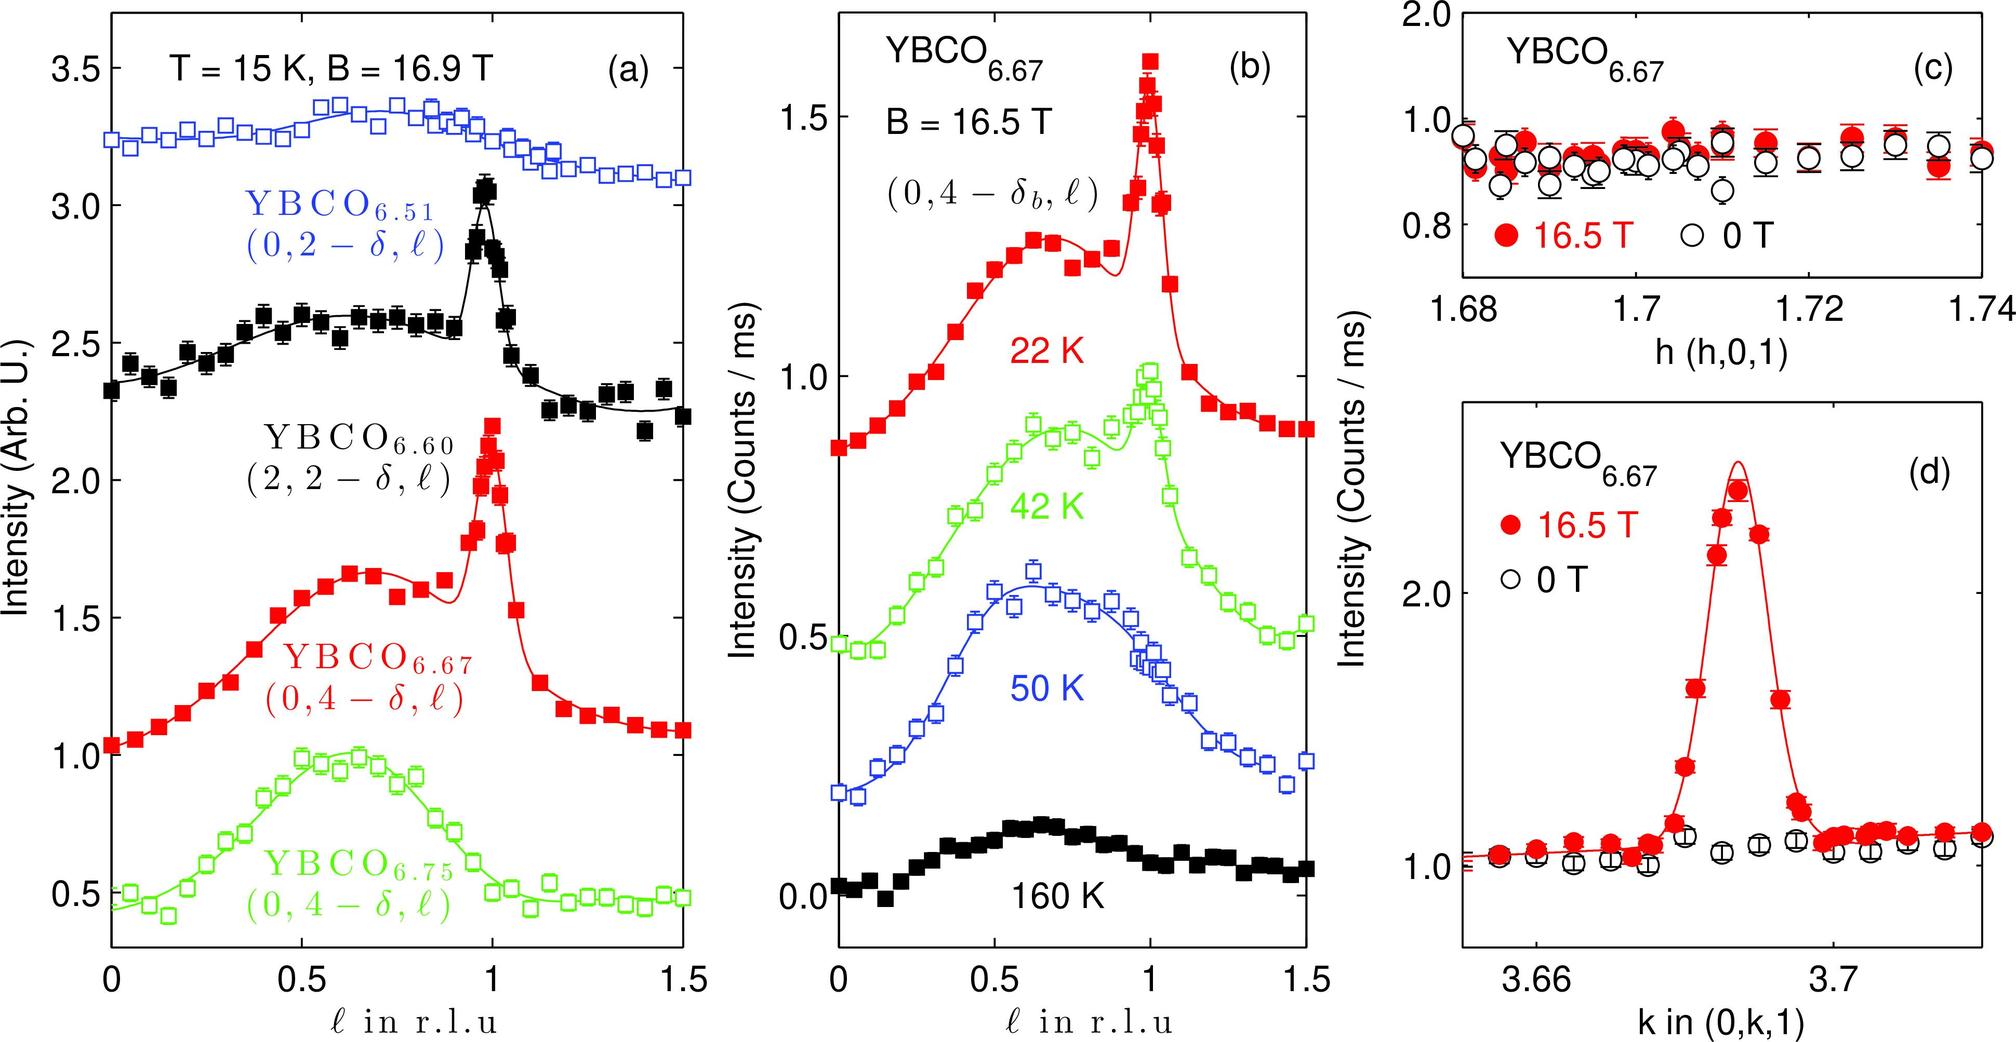 T = 15 K, B = 16.9 T
(a)
3.5
3.0
2.5
2.0
1.5
1.0
0.5
YBCO6.51
(0, 2 − δ, ℓ)
YBCO6.60
(2, 2 − δ, ℓ)
YBCO6.67
(0, 4 − δ, ℓ)
YBCO6.75
(0, 4 − δ, ℓ)
Intensity (Arb. U.)
0 0.5 1 1.5
ℓ in r.l.u
YBCO6.67
(b)
B = 16.5 T
(0, 4 − δb, ℓ)
1.5
1.0
0.5
0.0
22 K
42 K
50 K
160 K
Intensity (Counts / ms)
0 0.5 1 1.5
ℓ in r.l.u
2.0
1.0
0.8
YBCO6.67
(c)
16.5 T 0 T
1.68 1.7 1.72 1.74
h (h,0,1)
Intensity (Counts / ms)
YBCO6.67
(d)
16.5 T
0 T
2.0
1.0
3.66 3.7
k in (0,k,1)